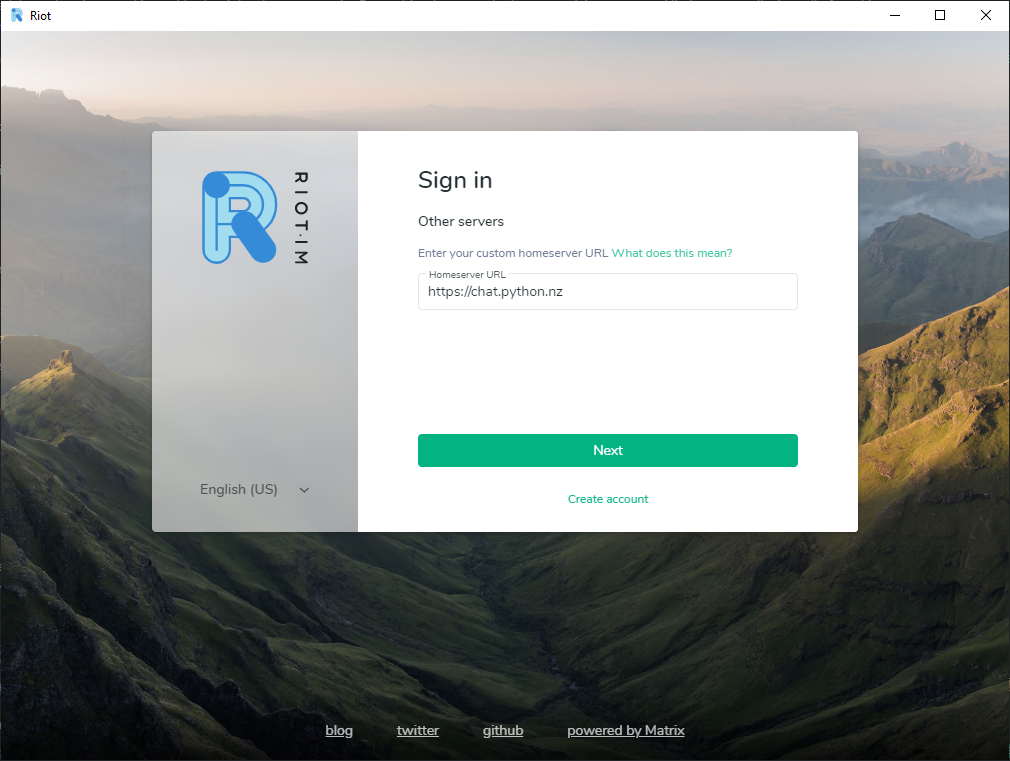 Riot
RIOT·IM
Sign in
Other servers
Enter your custom homeserver URL What does this mean?
Homeserver URL
https://chat.python.nz
Next
English (US)
Create account
blog twitter github powered by Matrix